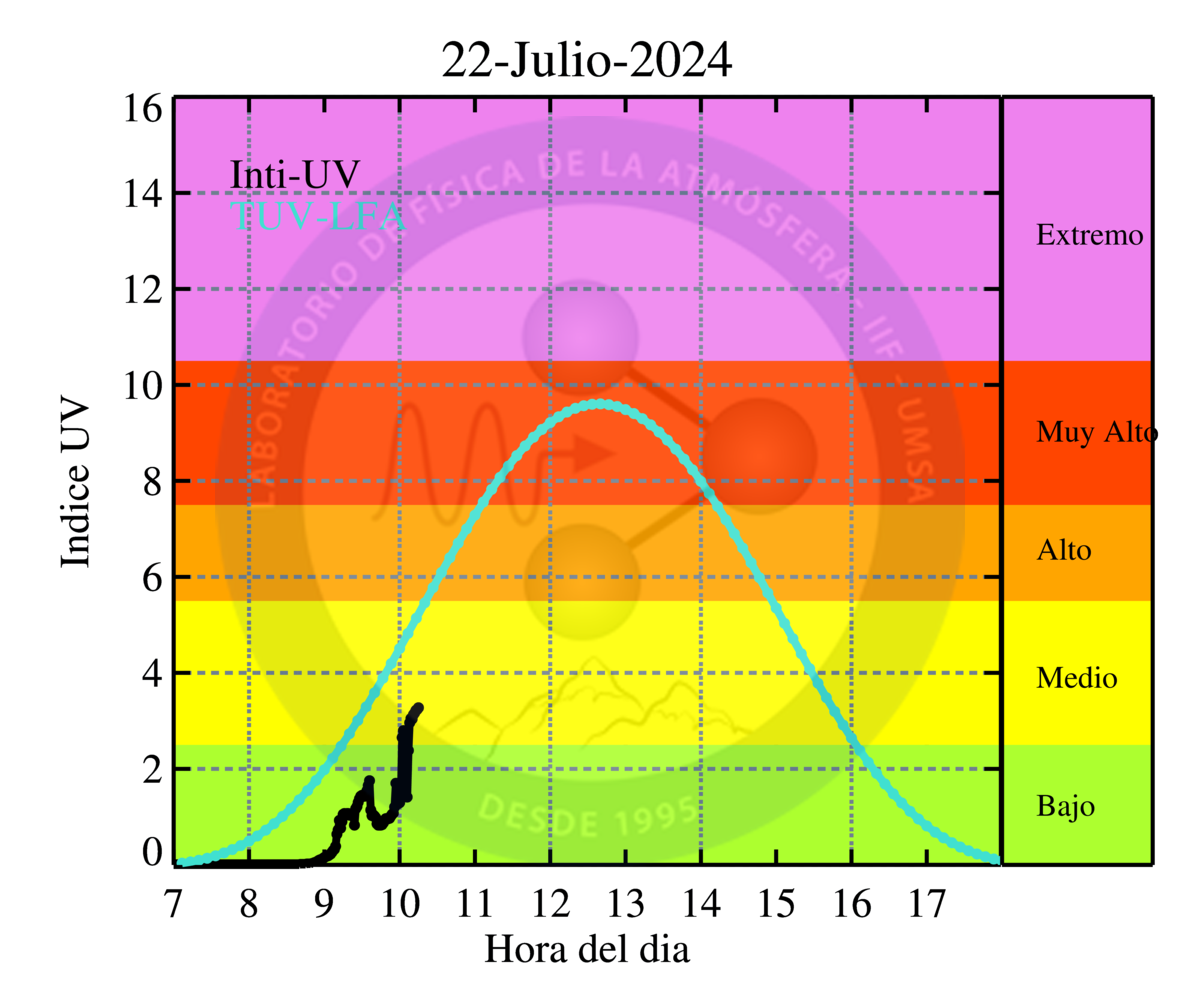 22-Julio-2024
Inti-UV
TUV-LFA
LABORATORIO DE FÍSICA DE LA ATMÓSFERA - IIF - UMSA
DESDE 1995
Indice UV
16
14
12
10
8
6
4
2
0
Extremo
Muy Alto
Alto
Medio
Bajo
7 8 9 10 11 12 13 14 15 16 17
Hora del dia